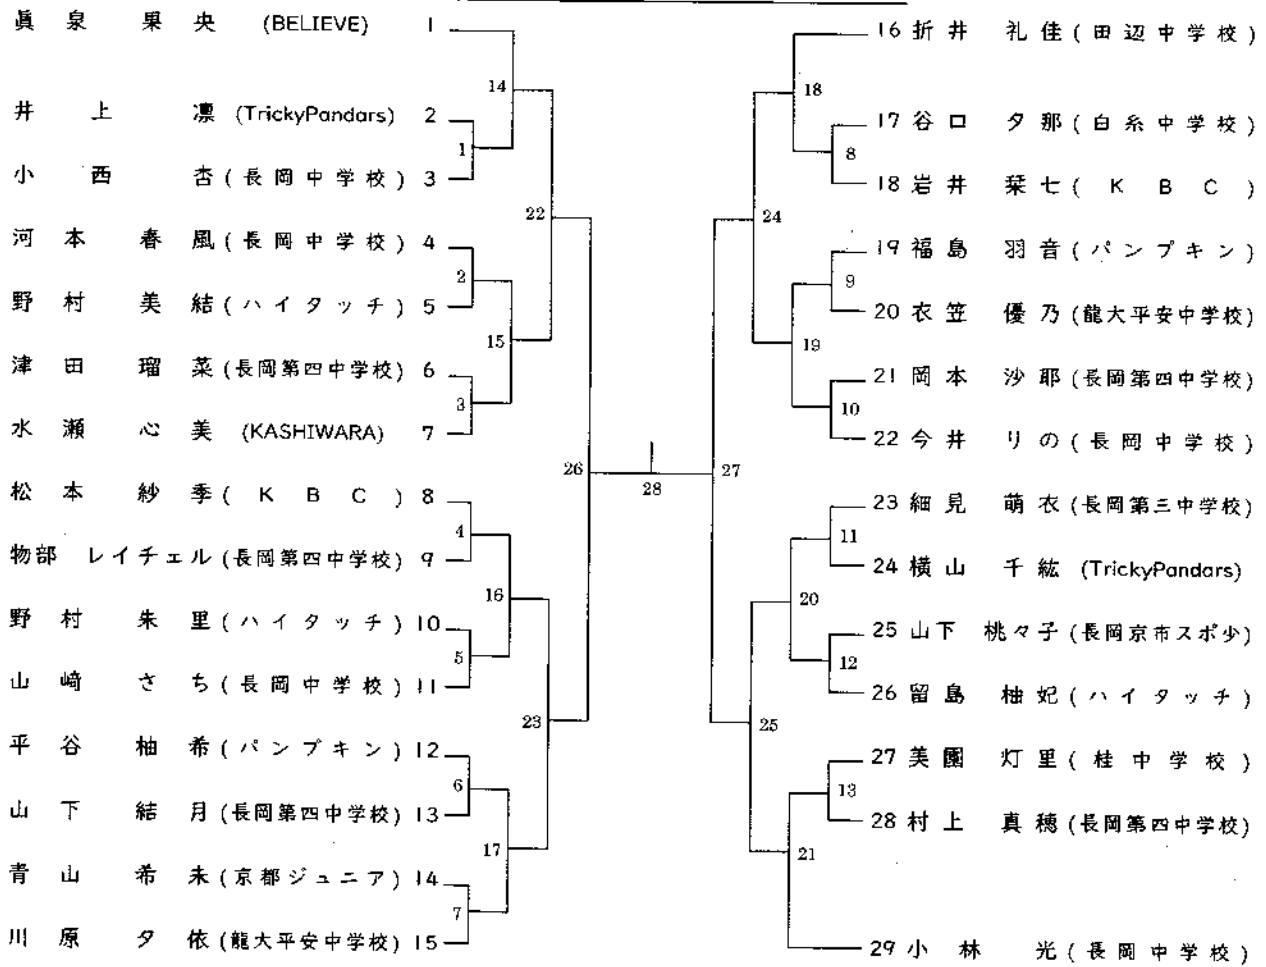 眞泉 果央 (BELIEVE) 1
井上 凛 (TrickyPandars) 2
小西 杏 (長岡中学校) 3
河本 春風 (長岡中学校) 4
野村 美結 (ハイタッチ) 5
津田 瑠菜 (長岡第四中学校) 6
水瀬 心美 (KASHIWARA) 7
松本 紗季 (KBC) 8
物部 レイチェル (長岡第四中学校) 9
野村 朱里 (ハイタッチ) 10
山崎 さち (長岡中学校) 11
平谷 柚希 (パンプキン) 12
山下 結月 (長岡第四中学校) 13
青山 希未 (京都ジュニア) 14
川原 夕依 (龍大平安中学校) 15
1
2
3
4
5
6
7
14
15
16
17
22
23
26
28
27
24
25
18
19
20
21
8
9
10
11
12
13
16 折井 礼佳 (田辺中学校)
17 谷口 夕那 (白糸中学校)
18 岩井 栞七 (KBC)
19 福島 羽音 (パンプキン)
20 衣笠 優乃 (龍大平安中学校)
21 岡本 沙耶 (長岡第四中学校)
22 今井 りの (長岡中学校)
23 細見 萌衣 (長岡第三中学校)
24 横山 千紘 (TrickyPandars)
25 山下 桃々子 (長岡京市スポ少)
26 留島 柚妃 (ハイタッチ)
27 美園 灯里 (桂中学校)
28 村上 真穂 (長岡第四中学校)
29 小林 光 (長岡中学校)